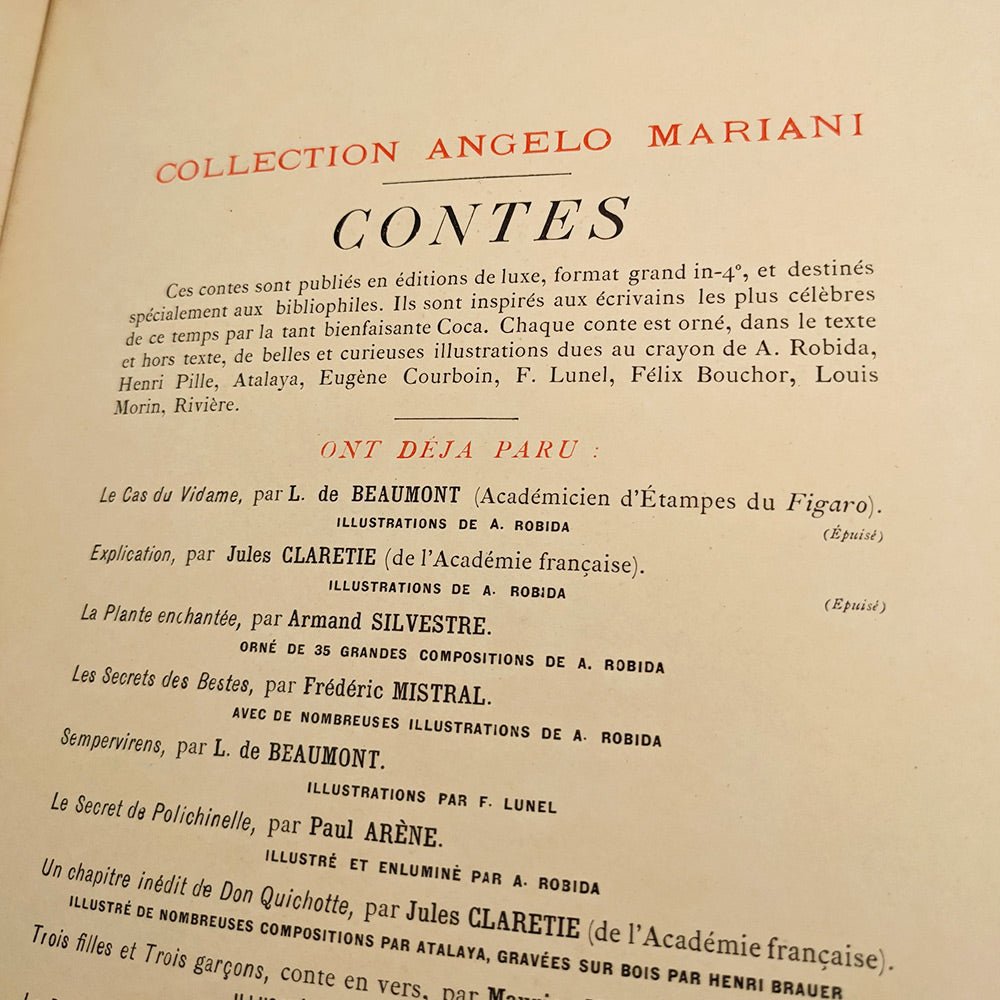 COLLECTION ANGELO MARIANI
CONTES
Ces contes sont publiés en éditions de luxe, format grand in-4°, et destinés
spécialement aux bibliophiles. Ils sont inspirés aux écrivains les plus célèbres
de ce temps par la tant bienfaisante Coca. Chaque conte est orné, dans le texte
et hors texte, de belles et curieuses illustrations dues au crayon de A. Robida,
Henri Pille, Atalaya, Eugène Courboin, F. Lunel, Félix Bouchor, Louis
Morin, Rivière.
ONT DÉJA PARU :
Le Cas du Vidame, par L. de BEAUMONT (Académicien d'Étampes du Figaro).
ILLUSTRATIONS DE A. ROBIDA
(Épuisé)
Explication, par Jules CLARETIE (de l'Académie française).
ILLUSTRATIONS DE A. ROBIDA
(Epuisé)
La Plante enchantée, par Armand SILVESTRE.
ORNÉ DE 35 GRANDES COMPOSITIONS DE A. ROBIDA
Les Secrets des Bestes, par Frédéric MISTRAL.
AVEC DE NOMBREUSES ILLUSTRATIONS DE A. ROBIDA
Sempervirens, par L. de BEAUMONT.
ILLUSTRATIONS PAR F. LUNEL
Le Secret de Polichinelle, par Paul ARÈNE.
ILLUSTRÉ ET ENLUMINÉ PAR A. ROBIDA
Un chapitre inédit de Don Quichotte, par Jules CLARETIE (de l'Académie française).
ILLUSTRÉ DE NOMBREUSES COMPOSITIONS PAR ATALAYA, GRAVÉES SUR BOIS PAR HENRI BRAUER
Trois filles et Trois garçons, conte en vers, par